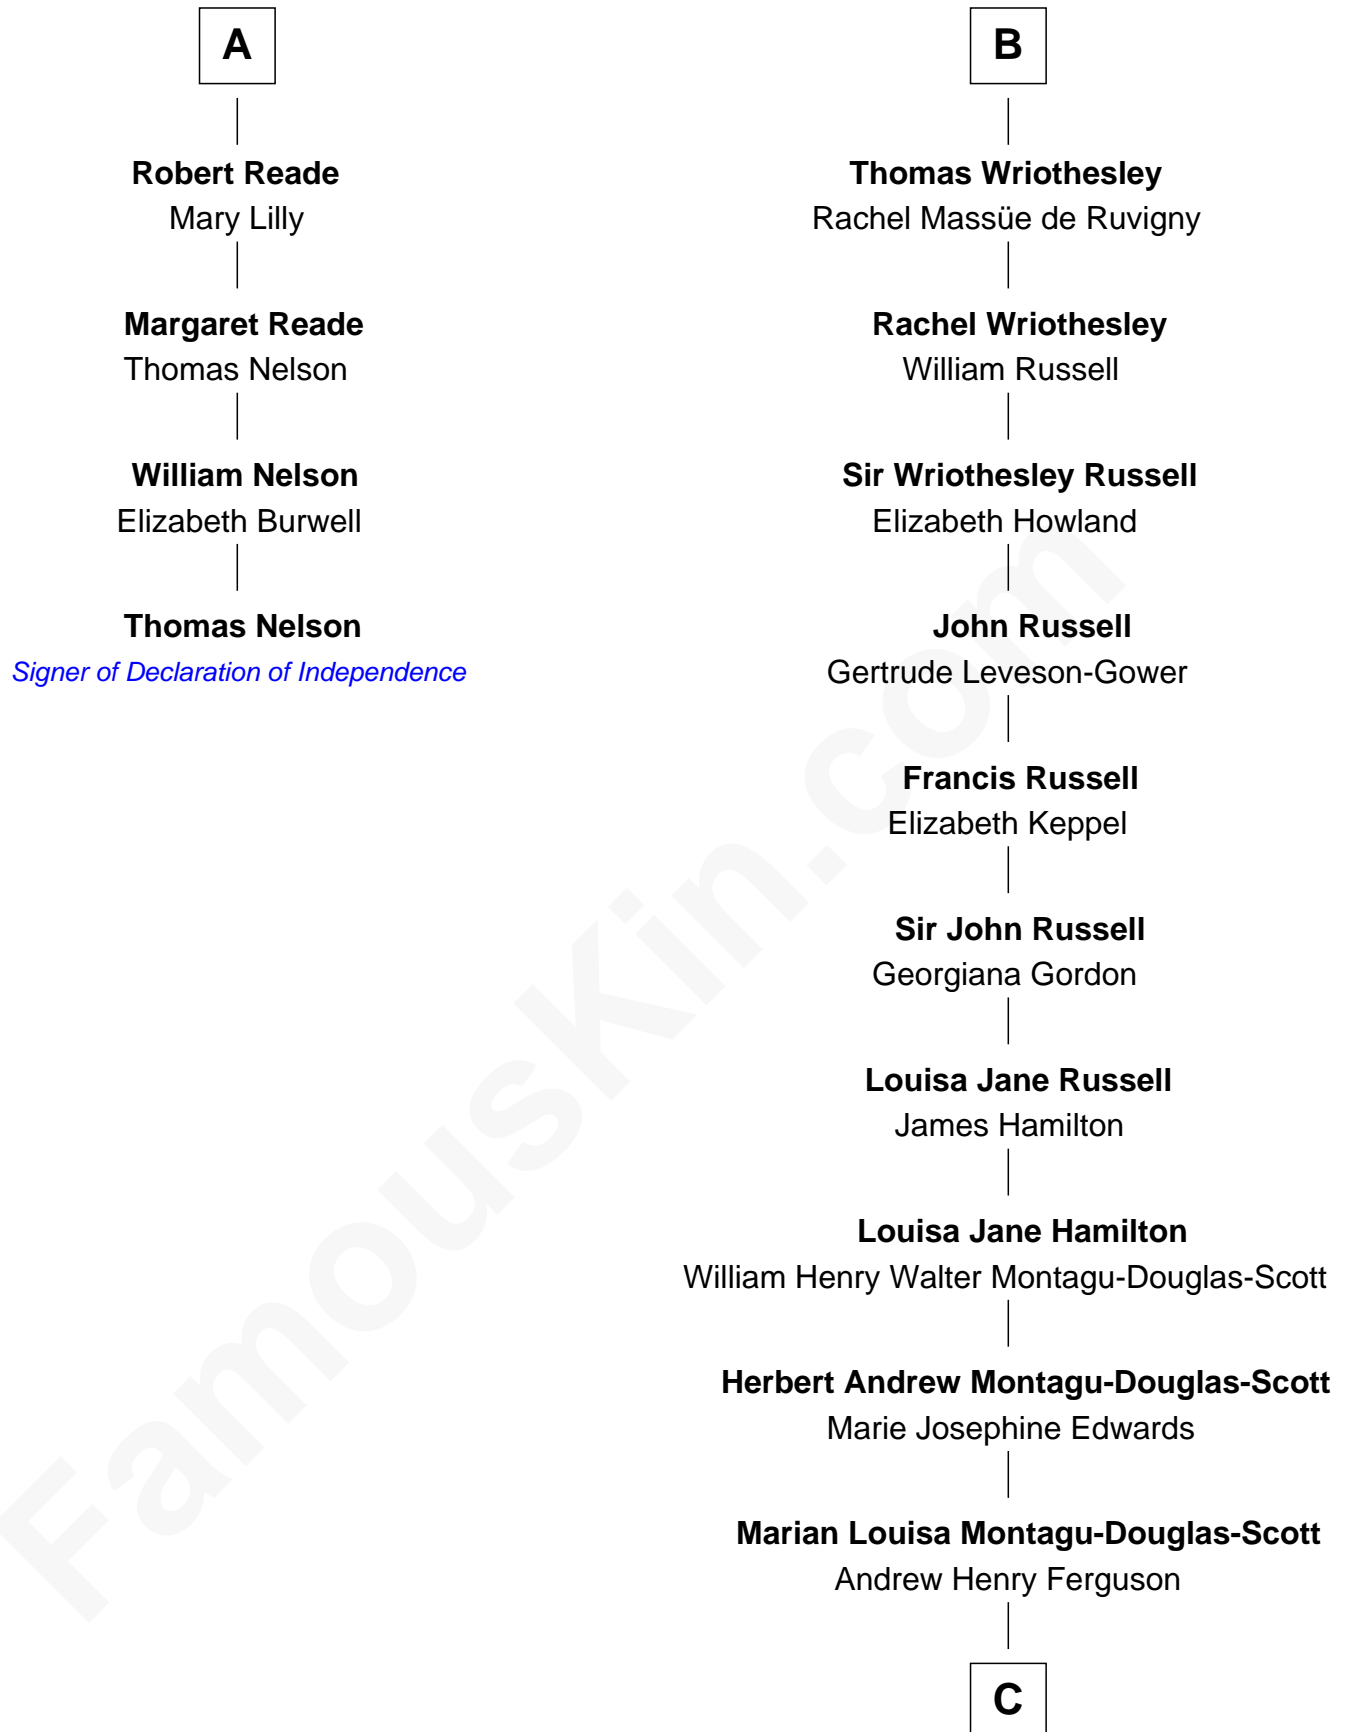 A
Robert Reade
Mary Lilly
Margaret Reade
Thomas Nelson
William Nelson
Elizabeth Burwell
Thomas Nelson
Signer of Declaration of Independence
B
Thomas Wriothesley
Rachel Massüe de Ruvigny
Rachel Wriothesley
William Russell
Sir Wriothesley Russell
Elizabeth Howland
John Russell
Gertrude Leveson-Gower
Francis Russell
Elizabeth Keppel
Sir John Russell
Georgiana Gordon
Louisa Jane Russell
James Hamilton
Louisa Jane Hamilton
William Henry Walter Montagu-Douglas-Scott
Herbert Andrew Montagu-Douglas-Scott
Marie Josephine Edwards
Marian Louisa Montagu-Douglas-Scott
Andrew Henry Ferguson
C
FamousKin.com